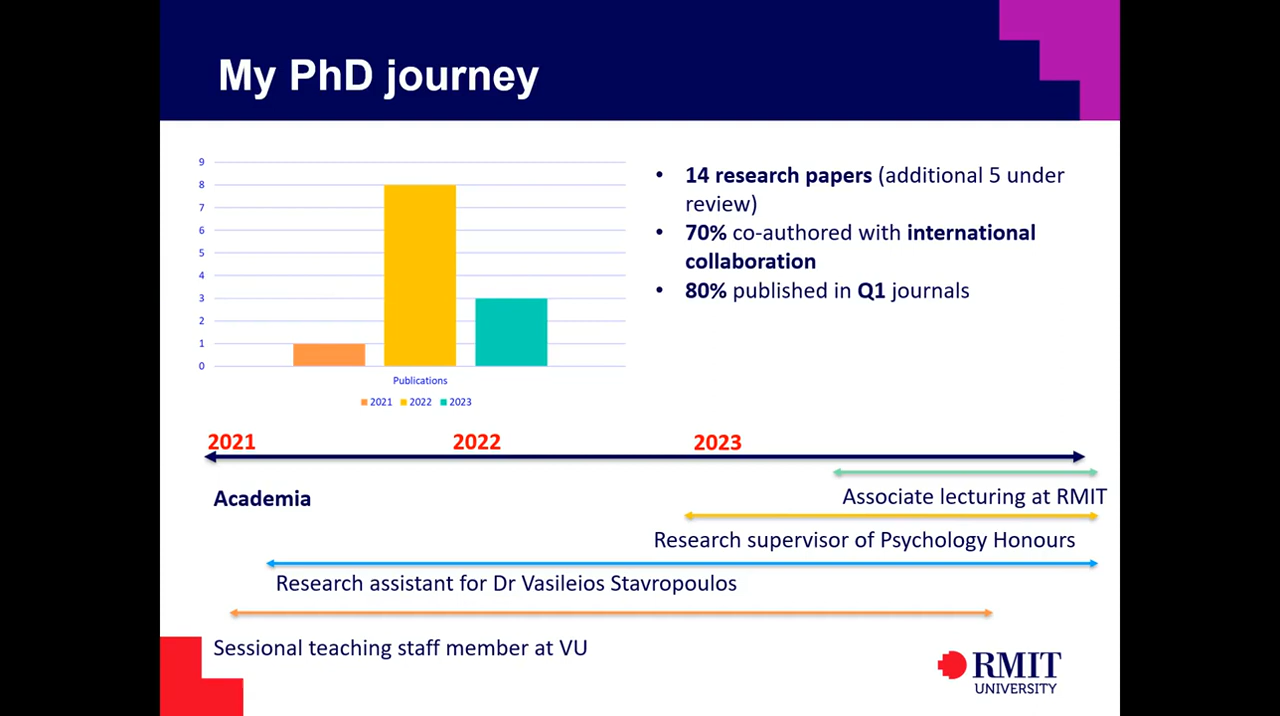 My PhD journey
9
8
7
6
5
4
3
2
1
0
Publications
2021 2022 2023
• 14 research papers (additional 5 under
review)
• 70% co-authored with international
collaboration
• 80% published in Q1 journals
2021 2022 2023
Academia
Associate lecturing at RMIT
Research supervisor of Psychology Honours
Research assistant for Dr Vasileios Stavropoulos
Sessional teaching staff member at VU
RMIT
UNIVERSITY